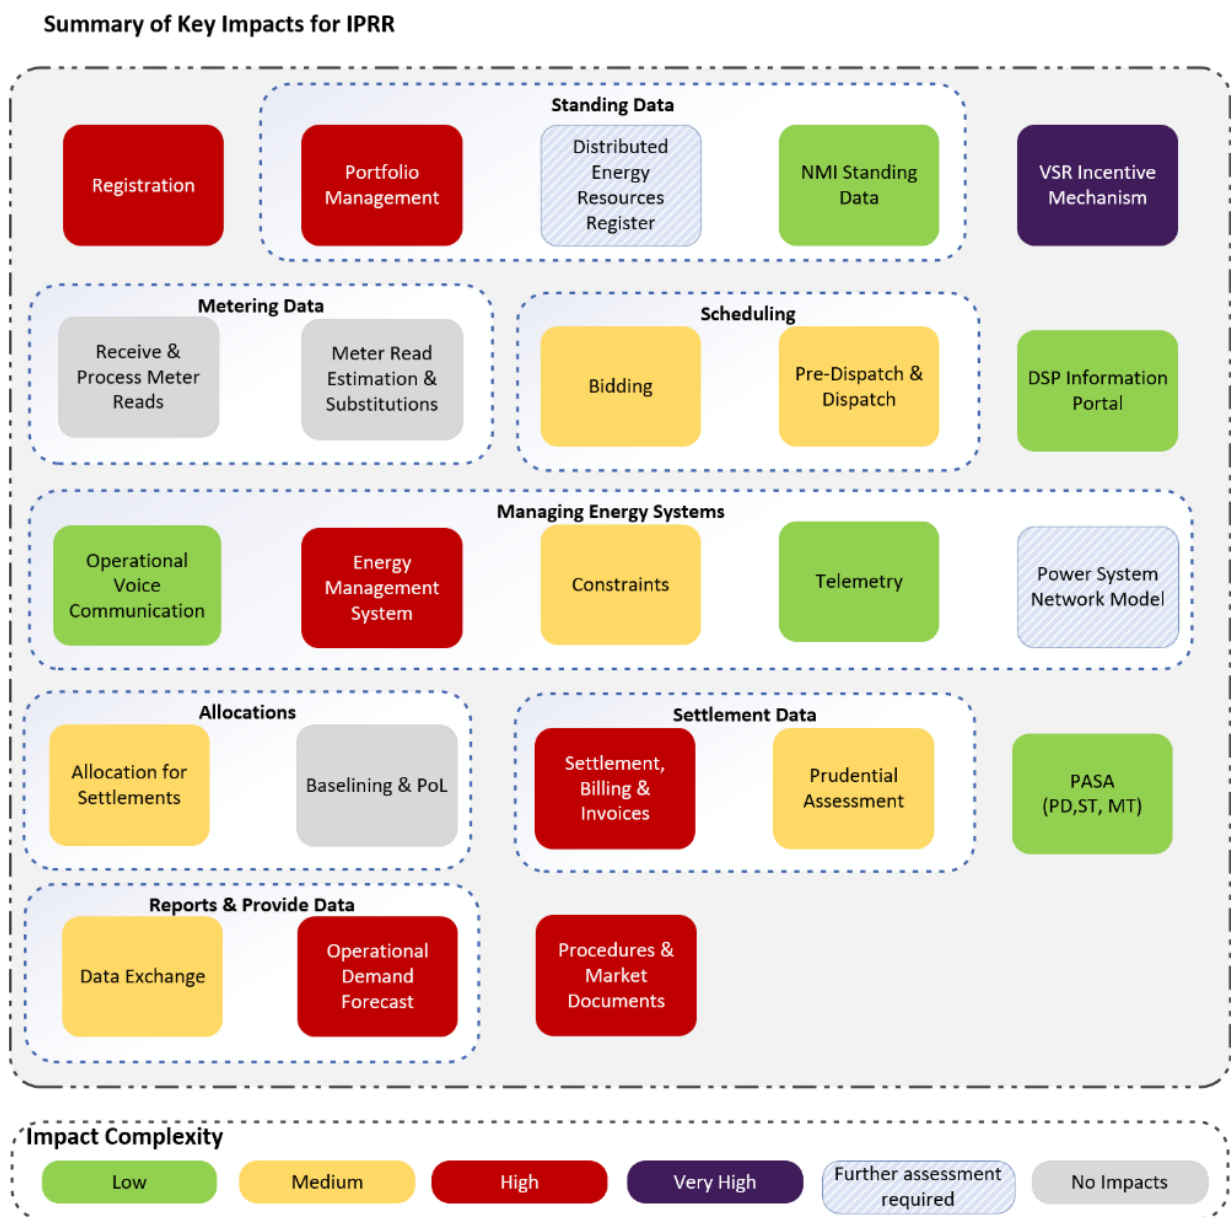 Summary of Key Impacts for IPRR
Standing Data
Registration
Portfolio
Management
Distributed
Energy
Resources
Register
NMI Standing
Data
VSR Incentive
Mechanism
Metering Data
Receive &
Process Meter
Reads
Meter Read
Estimation &
Substitutions
Scheduling
Bidding
Pre-Dispatch &
Dispatch
DSP Information
Portal
Managing Energy Systems
Operational
Voice
Communication
Energy
Management
System
Constraints
Telemetry
Power System
Network Model
Allocations
Allocation for
Settlements
Baselining & PoL
Settlement Data
Settlement,
Billing &
Invoices
Prudential
Assessment
PASA
(PD,ST, MT)
Reports & Provide Data
Data Exchange
Operational
Demand
Forecast
Procedures &
Market
Documents
Impact Complexity
Low
Medium
High
Very High
Further assessment
required
No Impacts